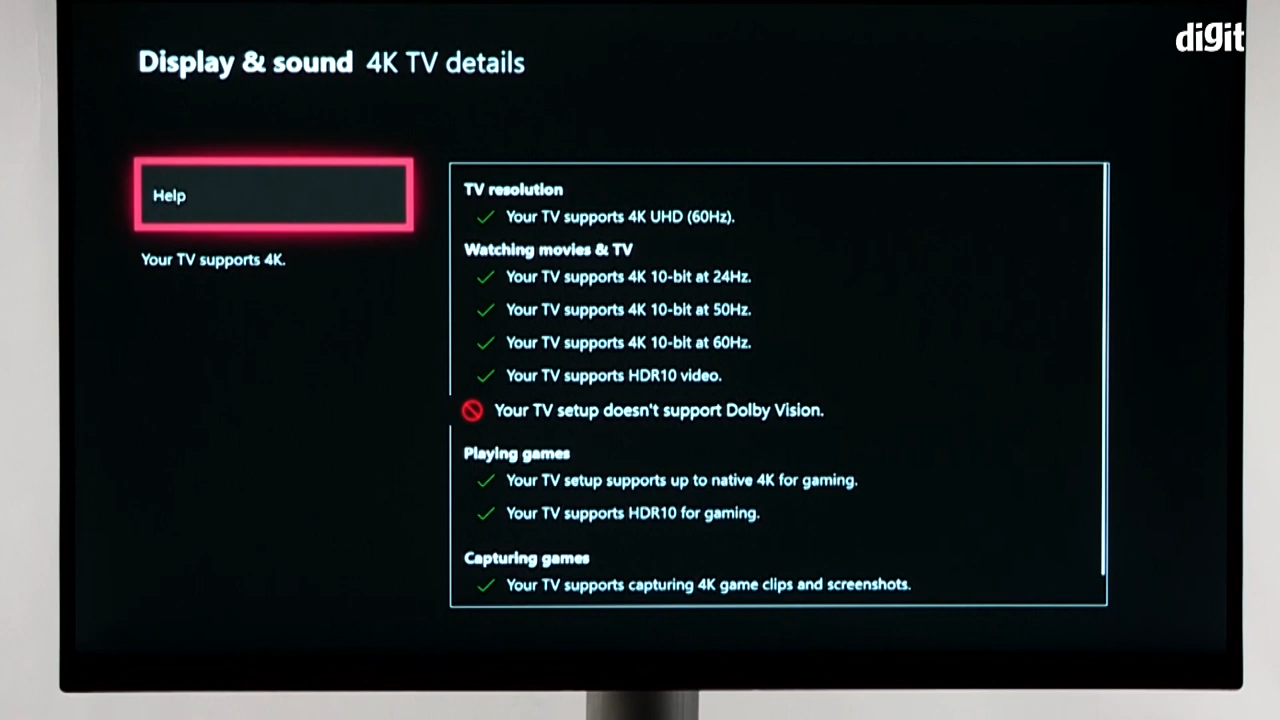 digit
Display & sound 4K TV details
Help
Your TV supports 4K.
TV resolution
Your TV supports 4K UHD (60Hz).
Watching movies & TV
Your TV supports 4K 10-bit at 24Hz.
Your TV supports 4K 10-bit at 50Hz.
Your TV supports 4K 10-bit at 60Hz.
Your TV supports HDR10 video.
Your TV setup doesn't support Dolby Vision.
Playing games
Your TV setup supports up to native 4K for gaming.
Your TV supports HDR10 for gaming.
Capturing games
Your TV supports capturing 4K game clips and screenshots.